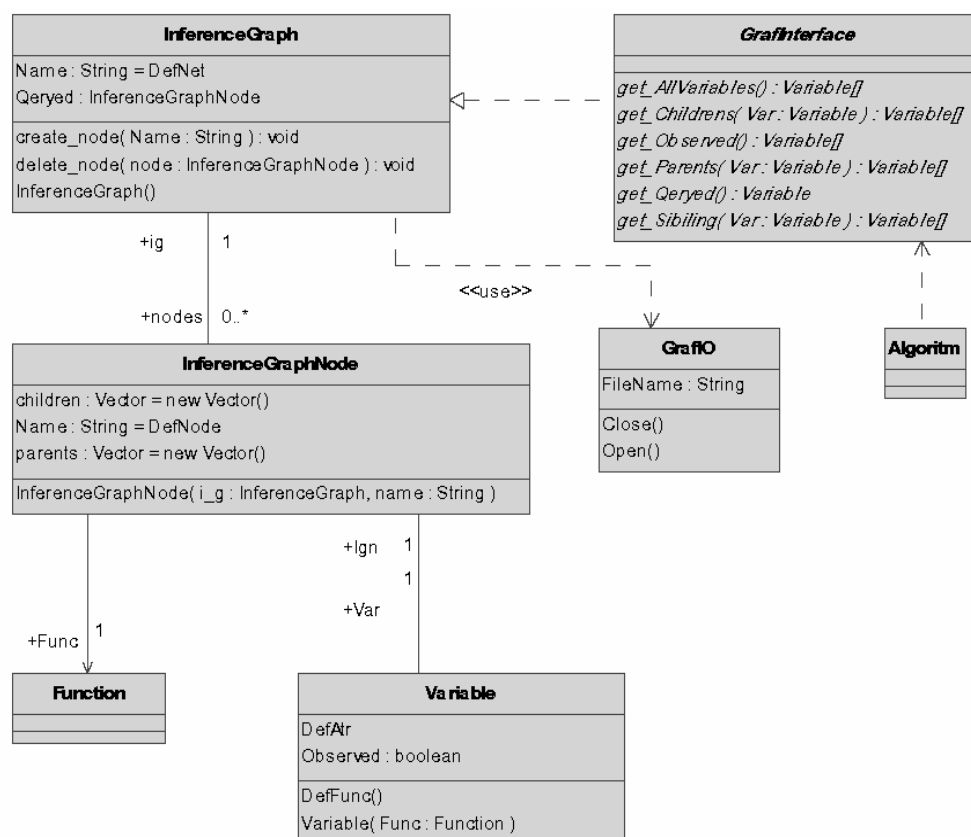 InferenceGraph
Name : String = DefNet
Qeryed : InferenceGraphNode
create_node( Name : String ) : void
delete_node( node : InferenceGraphNode ) : void
InferenceGraph()
GrafInterface
get_AllVariables() : Variable[]
get_Childrens( Var : Variable ) : Variable[]
get_Observed() : Variable[]
get_Parents( Var : Variable ) : Variable[]
get_Qeryed() : Variable
get_Sibiling( Var : Variable ) : Variable[]
+ig
1
<<use>>
+nodes
0..*
InferenceGraphNode
children : Vector = new Vector()
Name : String = DefNode
parents : Vector = new Vector()
InferenceGraphNode( i_g : InferenceGraph, name : String )
GrafIO
FileName : String
Close()
Open()
Algoritm
+Ign
1
1
+Var
+Func
1
Function
Variable
DefAtr
Observed : boolean
DefFunc()
Variable( Func : Function )